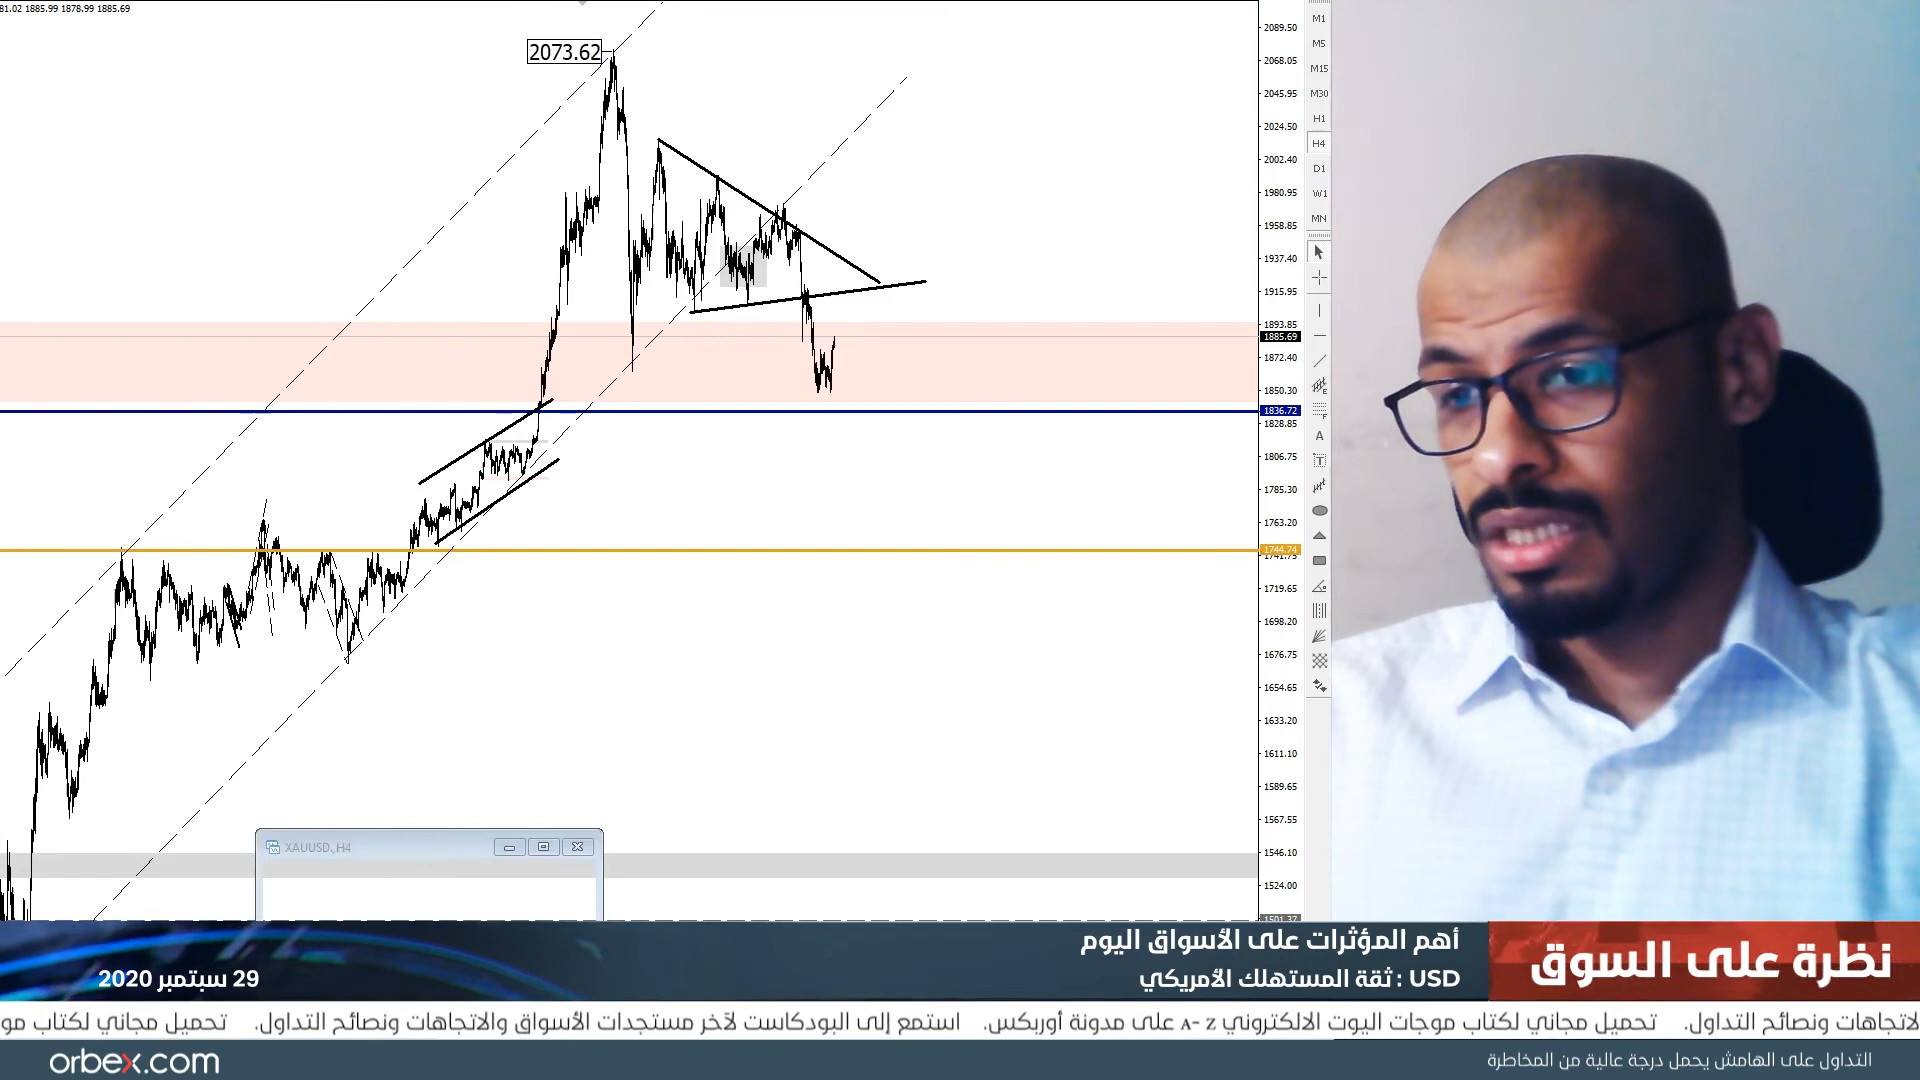 81.02 1885.99 1878.99 1885.69
2073.62
2089.50
2068.05
2045.95
2024.50
2002.40
1980.95
1958.85
1937.40
1915.95
1893.85
1885.69
1872.40
1850.30
1836.72
1828.85
1806.75
1785.30
1763.20
1744.74
1741.75
1719.65
1698.20
1676.75
1654.65
1633.20
1611.10
1589.65
1567.55
1546.10
1524.00
1501.37
M1
M5
M15
M30
H1
H4
D1
W1
MN
E
F
A
T
XAUUSD.,H4
نظرة على السوق
أهم المؤثرات على الأسواق اليوم
USD : ثقة المستهلك الأمريكي
29 سبتمبر 2020
لاتجاهات ونصائح التداول. تحميل مجاني لكتاب موجات اليوت الالكتروني A- Z على مدونة أوربكس. استمع إلى البودكاست لآخر مستجدات الأسواق والاتجاهات ونصائح التداول. تحميل مجاني لكتاب مو
orbex.com
التداول على الهامش يحمل درجة عالية من المخاطرة